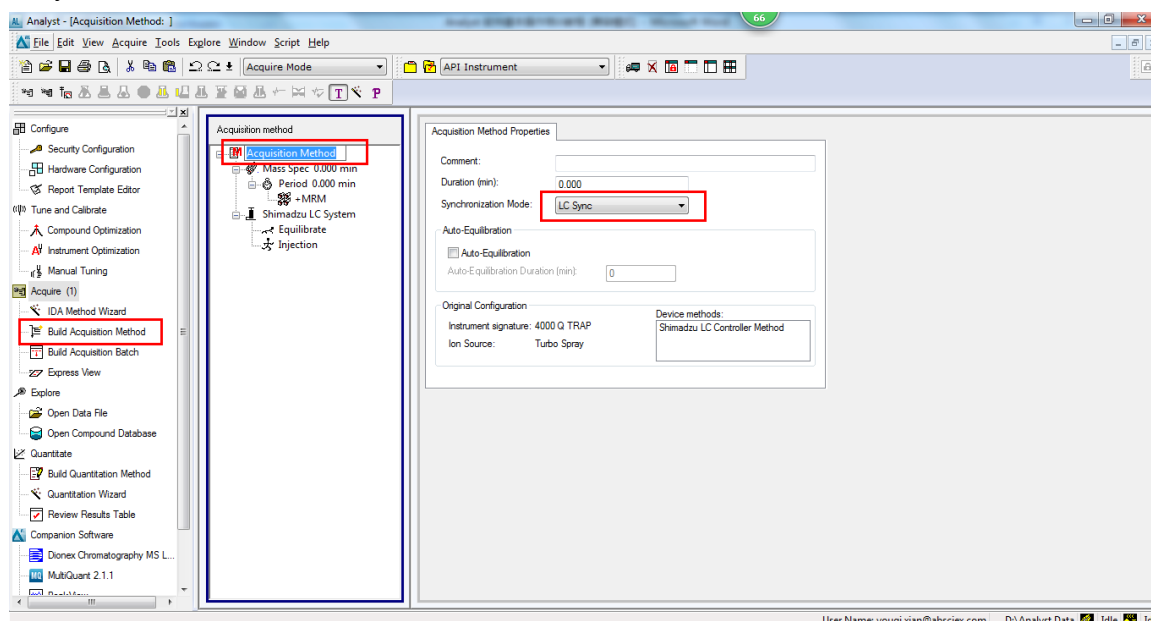 Analyst - [Acquisition Method: ]
66
File Edit View Acquire Tools Explore Window Script Help
Acquire Mode
API Instrument
T P
Configure
Security Configuration
Hardware Configuration
Report Template Editor
Tune and Calibrate
Compound Optimization
Instrument Optimization
Manual Tuning
Acquire (1)
IDA Method Wizard
Build Acquisition Method
Build Acquisition Batch
Express View
Explore
Open Data File
Open Compound Database
Quantitate
Build Quantitation Method
Quantitation Wizard
Review Results Table
Companion Software
Dionex Chromatography MS L...
MultiQuant 2.1.1
Acquisition method
Acquisition Method
Mass Spec 0.000 min
Period 0.000 min
+MRM
Shimadzu LC System
Equilibrate
Injection
Acquisition Method Properties
Comment:
Duration (min): 0.000
Synchronization Mode: LC Sync
Auto-Equilibration
Auto-Equilibration
Auto-Equilibration Duration (min): 0
Original Configuration
Instrument signature: 4000 Q TRAP
Ion Source: Turbo Spray
Device methods:
Shimadzu LC Controller Method
D:\Analyst Data Idle